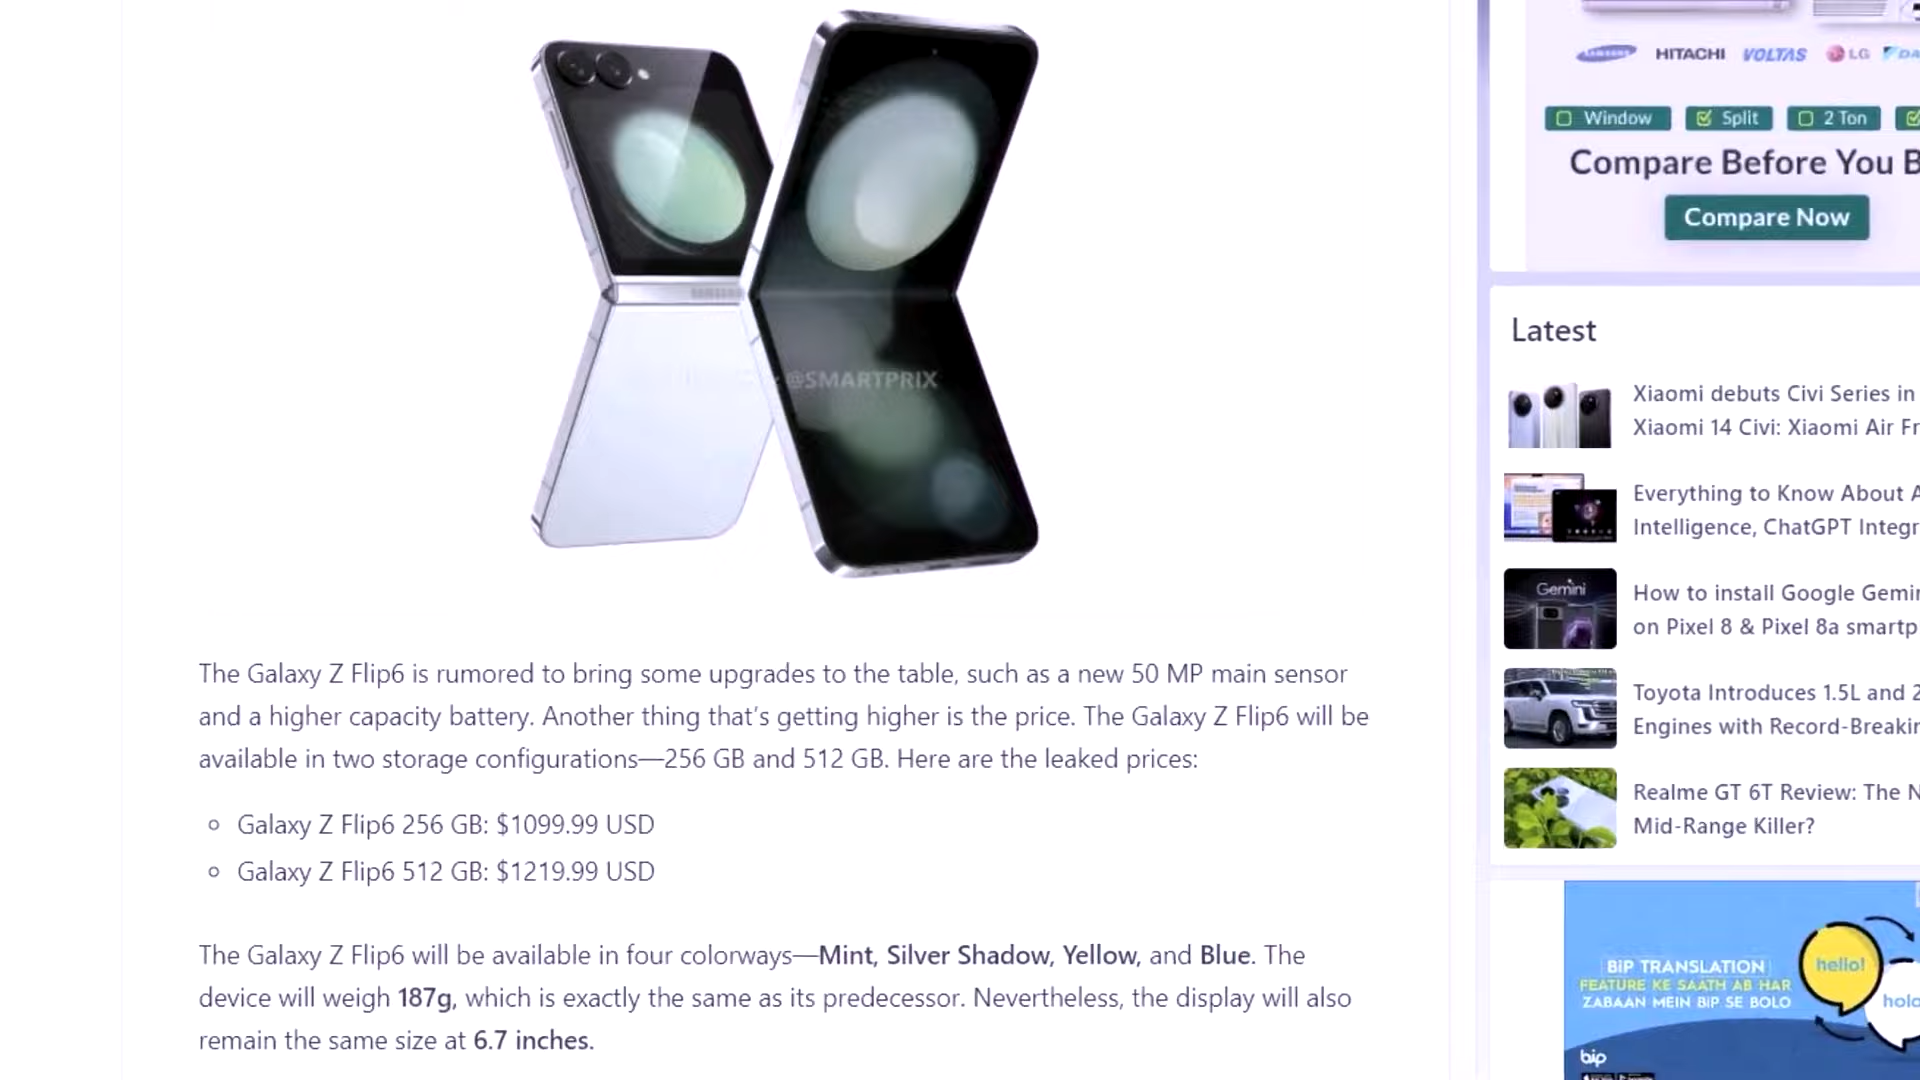 SAMSUNG
HITACHI
VOLTAS
LG
Window
Split
2 Ton
Compare Before You B
Compare Now
@SMARTPRIX
Latest
Xiaomi debuts Civi Series in
Xiaomi 14 Civi: Xiaomi Air Fr
Everything to Know About A
Intelligence, ChatGPT Integr
Gemini
How to install Google Gemin
on Pixel 8 & Pixel 8a smartp
Toyota Introduces 1.5L and 2
Engines with Record-Breakin
Realme GT 6T Review: The N
Mid-Range Killer?
The Galaxy Z Flip6 is rumored to bring some upgrades to the table, such as a new 50 MP main sensor
and a higher capacity battery. Another thing that's getting higher is the price. The Galaxy Z Flip6 will be
available in two storage configurations—256 GB and 512 GB. Here are the leaked prices:
Galaxy Z Flip6 256 GB: $1099.99 USD
Galaxy Z Flip6 512 GB: $1219.99 USD
The Galaxy Z Flip6 will be available in four colorways—Mint, Silver Shadow, Yellow, and Blue. The
device will weigh 187g, which is exactly the same as its predecessor. Nevertheless, the display will also
remain the same size at 6.7 inches.
BiP TRANSLATION
FEATURE KE SAATH AB HAR
ZABAAN MEIN BiP SE BOLO
hello!
hola
bip